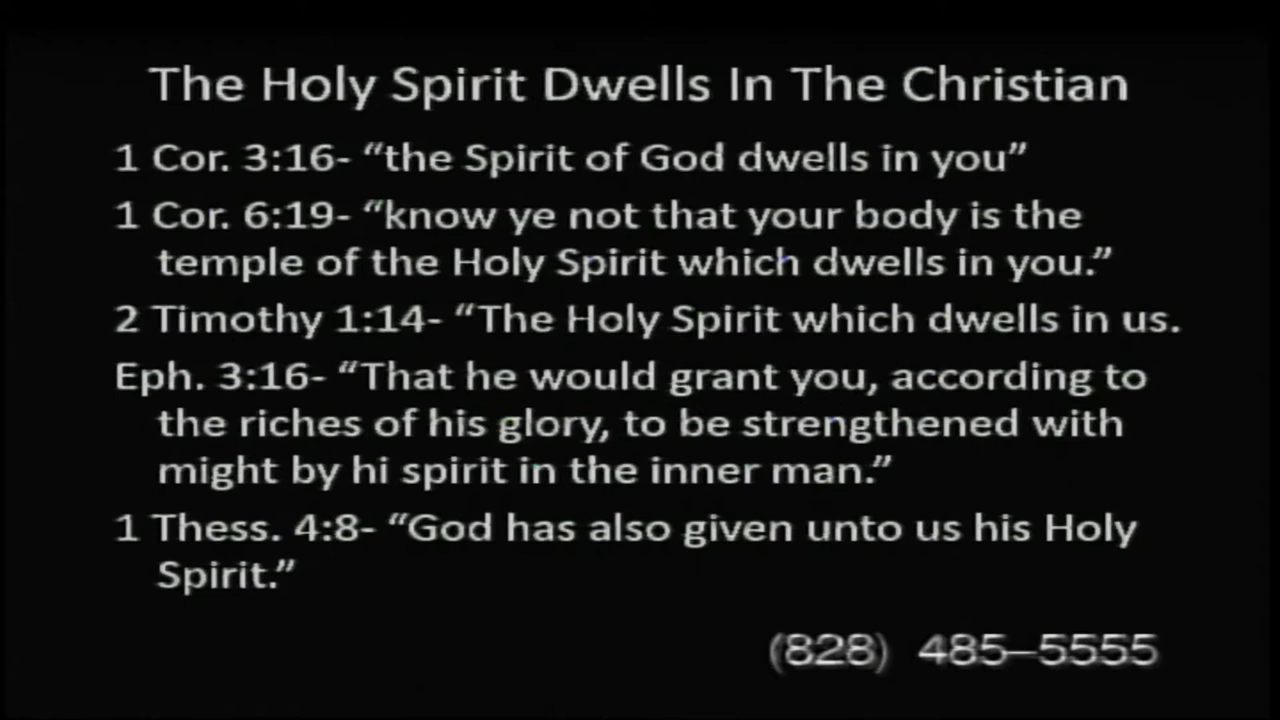 The Holy Spirit Dwells In The Christian
1 Cor. 3:16- “the Spirit of God dwells in you”
1 Cor. 6:19- “know ye not that your body is the
temple of the Holy Spirit which dwells in you.”
2 Timothy 1:14- “The Holy Spirit which dwells in us.
Eph. 3:16- “That he would grant you, according to
the riches of his glory, to be strengthened with
might by hi spirit in the inner man.”
1 Thess. 4:8- “God has also given unto us his Holy
Spirit.”
(828) 485–5555